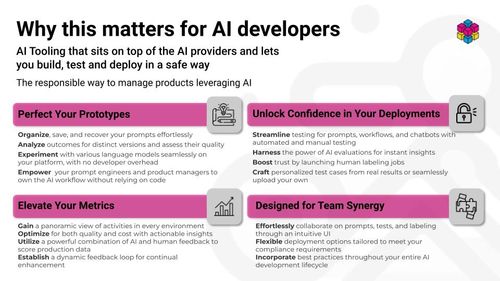 Why this matters for AI developers
AI Tooling that sits on top of the AI providers and lets
you build, test and deploy in a safe way
The responsible way to manage products leveraging AI
Perfect Your Prototypes
Organize, save, and recover your prompts effortlessly
Analyze outcomes for distinct versions and assess their quality
Experiment with various language models seamlessly on
your platform, with no developer overhead
Empower your prompt engineers and product managers to
own the AI workflow without relying on code
Unlock Confidence in Your Deployments
Streamline testing for prompts, workflows, and chatbots with
automated and manual testing
Harness the power of AI evaluations for instant insights
Boost trust by launching human labeling jobs
Craft personalized test cases from real results or seamlessly
upload your own
Elevate Your Metrics
Gain a panoramic view of activities in every environment
Optimize for both quality and cost with actionable insights
Utilize a powerful combination of AI and human feedback to
score production data
Establish a dynamic feedback loop for continual
enhancement
Designed for Team Synergy
Effortlessly collaborate on prompts, tests, and labeling
through an intuitive UI
Flexible deployment options tailored to meet your
compliance requirements
Incorporate best practices throughout your entire AI
development lifecycle